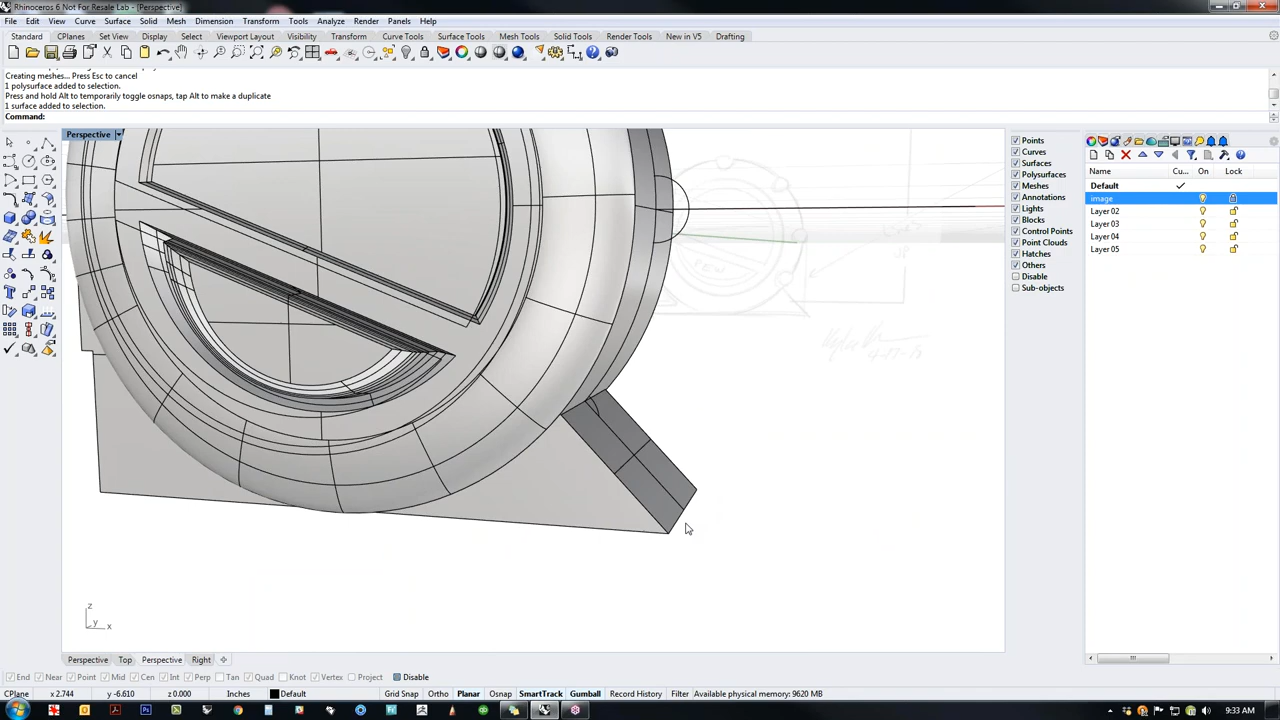 Rhinoceros 6 Not For Resale Lab - [Perspective]
File Edit View Curve Surface Solid Mesh Dimension Transform Tools Analyze Render Panels Help
Standard CPlanes Set View Display Select Viewport Layout Visibility Transform Curve Tools Surface Tools Mesh Tools Solid Tools Render Tools New in V5 Drafting
Creating meshes... Press Esc to cancel
1 polysurface added to selection.
Press and hold Alt to temporarily toggle osnaps, tap Alt to make a duplicate
1 surface added to selection.
Command:
Perspective
Points
Curves
Surfaces
Polysurfaces
Meshes
Annotations
Lights
Blocks
Control Points
Point Clouds
Hatches
Others
Disable
Sub-objects
Name Cu... On Lock
Default
image
Layer 02
Layer 03
Layer 04
Layer 05
z
y x
Perspective Top Perspective Right
End Near Point Mid Cen Int Perp Tan Quad Knot Vertex Project Disable
CPlane x 2.744 y -6.610 z 0.000 Inches Default Grid Snap Ortho Planar Osnap SmartTrack Gumball Record History Filter Available physical memory: 9620 MB
9:33 AM